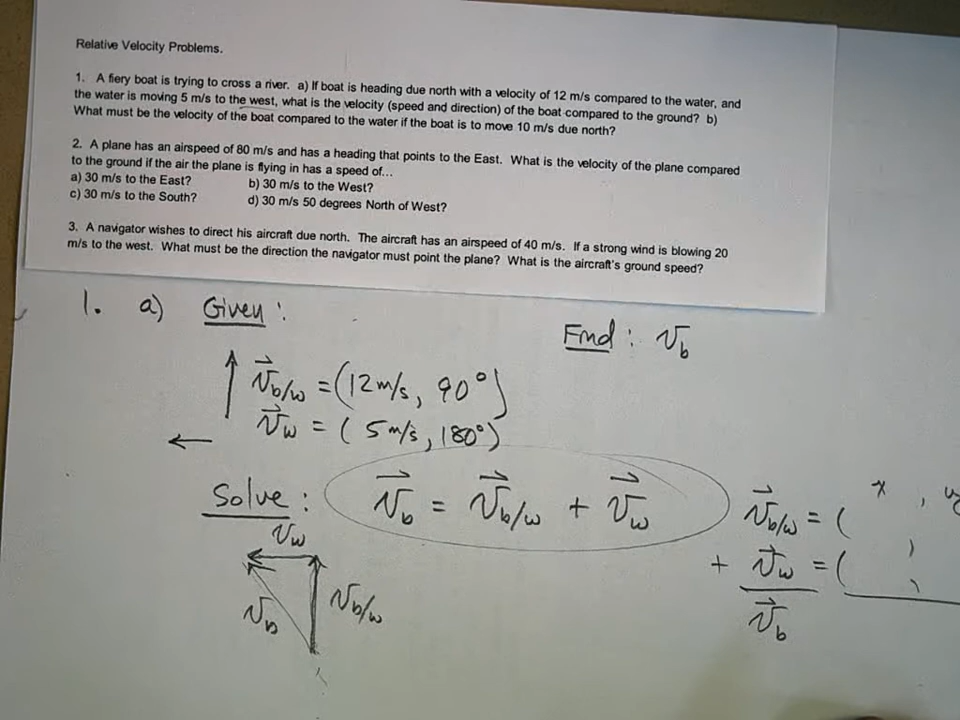 Relative Velocity Problems.
1. A fiery boat is trying to cross a river. a) If boat is heading due north with a velocity of 12 m/s compared to the water, and
the water is moving 5 m/s to the west, what is the velocity (speed and direction) of the boat compared to the ground? b)
What must be the velocity of the boat compared to the water if the boat is to move 10 m/s due north?
2. A plane has an airspeed of 80 m/s and has a heading that points to the East. What is the velocity of the plane compared
to the ground if the air the plane is flying in has a speed of...
a) 30 m/s to the East? b) 30 m/s to the West?
c) 30 m/s to the South? d) 30 m/s 50 degrees North of West?
3. A navigator wishes to direct his aircraft due north. The aircraft has an airspeed of 40 m/s. If a strong wind is blowing 20
m/s to the west. What must be the direction the navigator must point the plane? What is the aircraft's ground speed?
1. a) Given: Find: v_b
v⃗_b/w = (12 m/s, 90°)
v⃗_w = (5 m/s, 180°)
Solve: v⃗_b = v⃗_b/w + v⃗_w
x , y
v⃗_b/w = ( ,
+ v⃗_w = ( ,
v⃗_b
v_w
v_b v_b/w